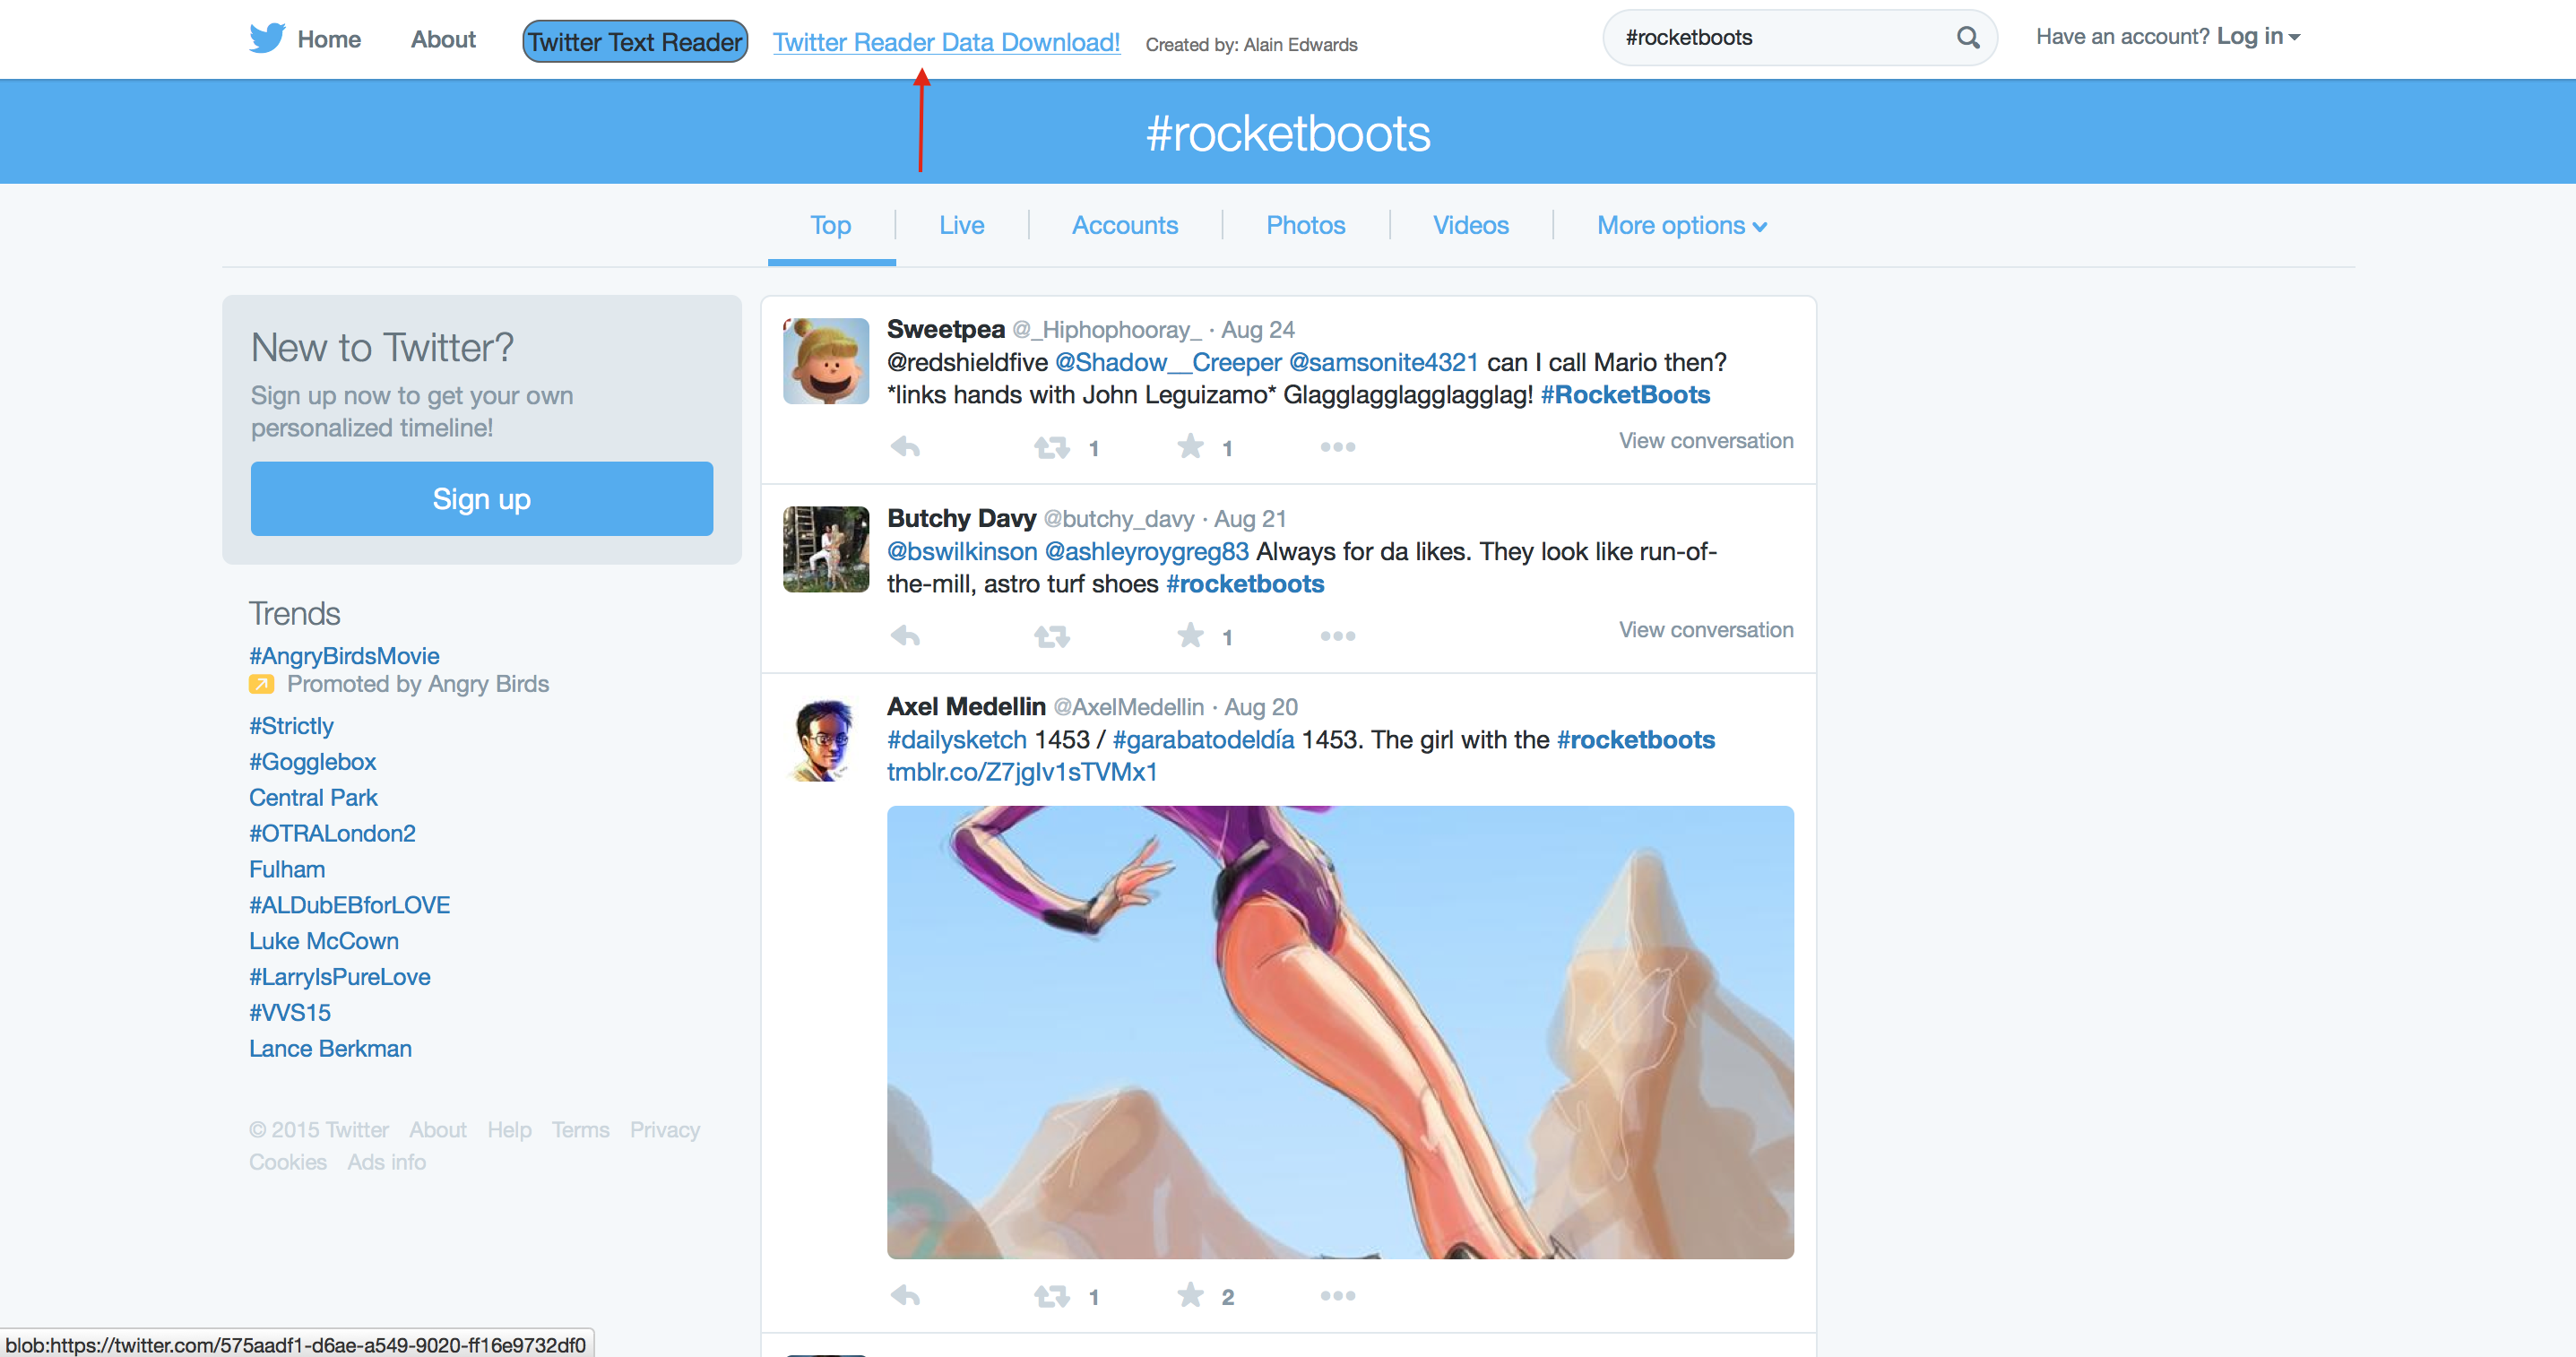 Home About Twitter Text Reader Twitter Reader Data Download! Created by: Alain Edwards #rocketboots Have an account? Log in
#rocketboots
Top Live Accounts Photos Videos More options
New to Twitter?
Sign up now to get your own
personalized timeline!
Sign up
Trends
#AngryBirdsMovie
Promoted by Angry Birds
#Strictly
#Gogglebox
Central Park
#OTRALondon2
Fulham
#ALDubEBforLOVE
Luke McCown
#LarryIsPureLove
#VVS15
Lance Berkman
© 2015 Twitter About Help Terms Privacy
Cookies Ads info
Sweetpea @_Hiphophooray_ · Aug 24
@redshieldfive @Shadow__Creeper @samsonite4321 can I call Mario then?
*links hands with John Leguizamo* Glagglagglagglagglag! #RocketBoots
1 1 View conversation
Butchy Davy @butchy_davy · Aug 21
@bswilkinson @ashleyroygreg83 Always for da likes. They look like run-of-
the-mill, astro turf shoes #rocketboots
1 View conversation
Axel Medellin @AxelMedellin · Aug 20
#dailysketch 1453 / #garabatodeldía 1453. The girl with the #rocketboots
tmblr.co/Z7jgIv1sTVMx1
1 2
blob:https://twitter.com/575aadf1-d6ae-a549-9020-ff16e9732df0